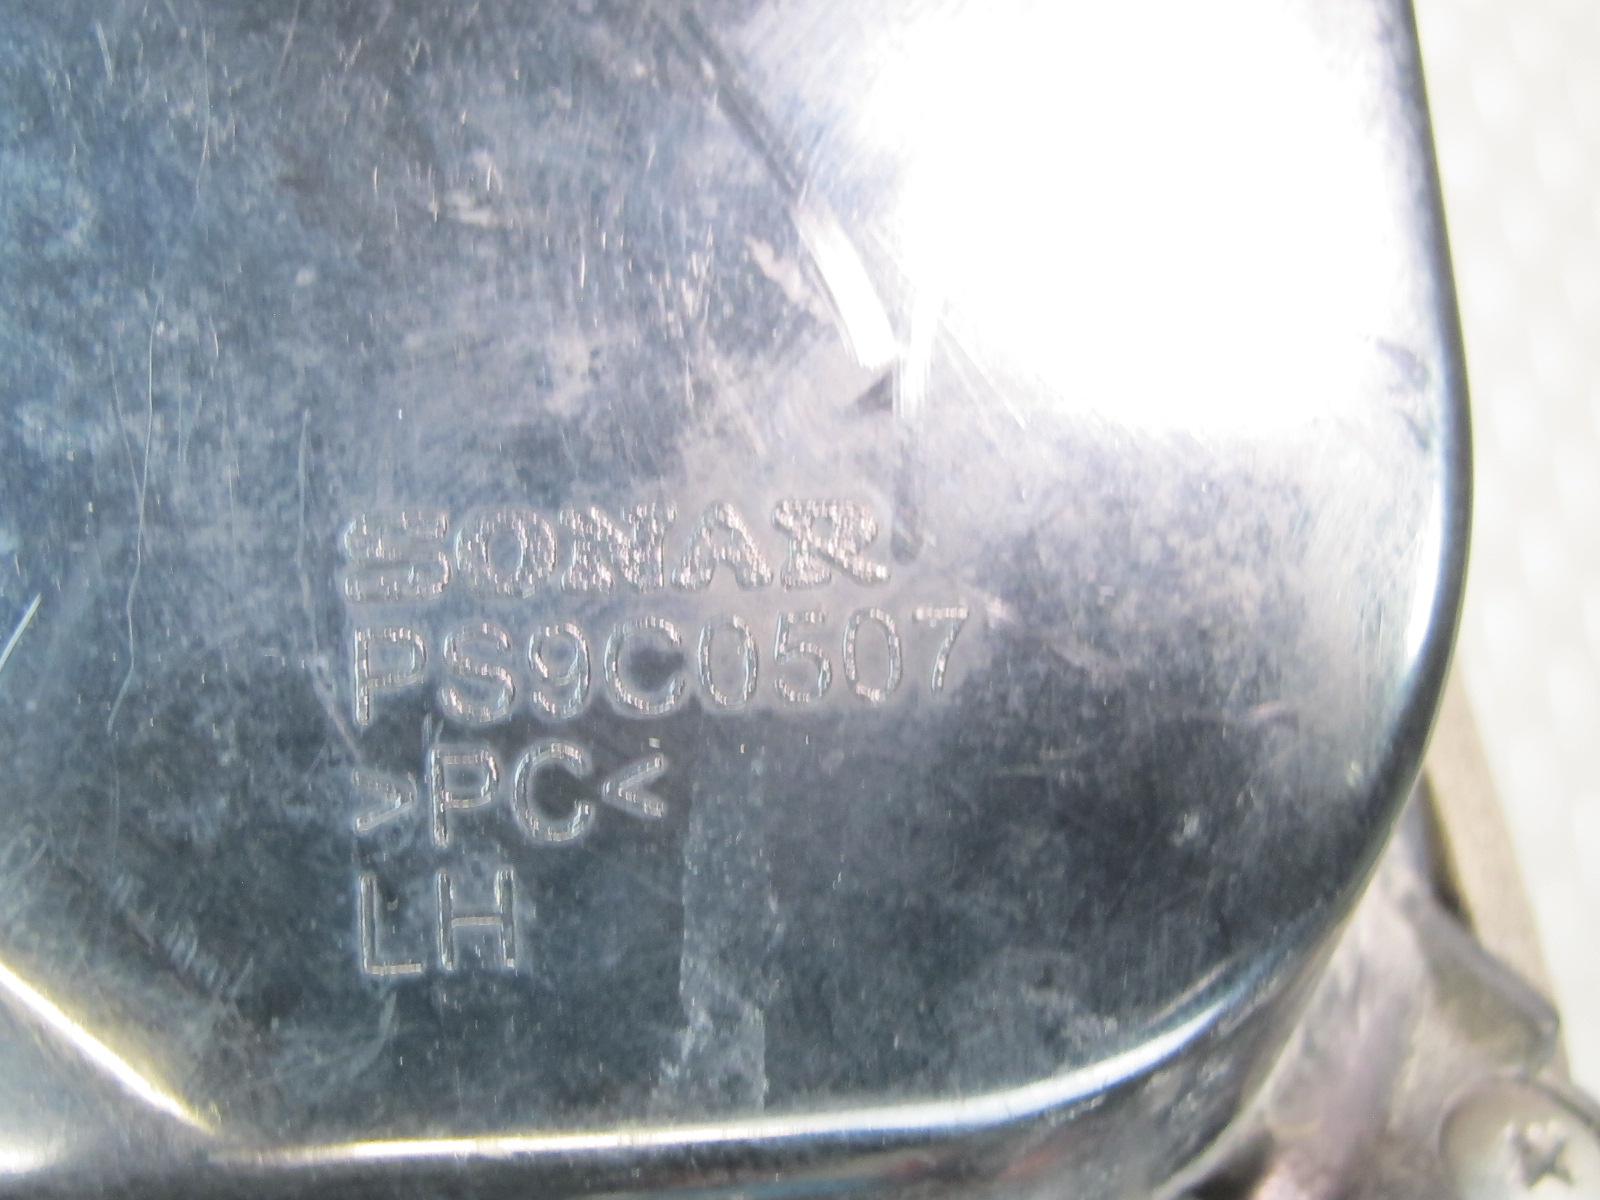 SONAR
PS9C0507
>PC<
LH